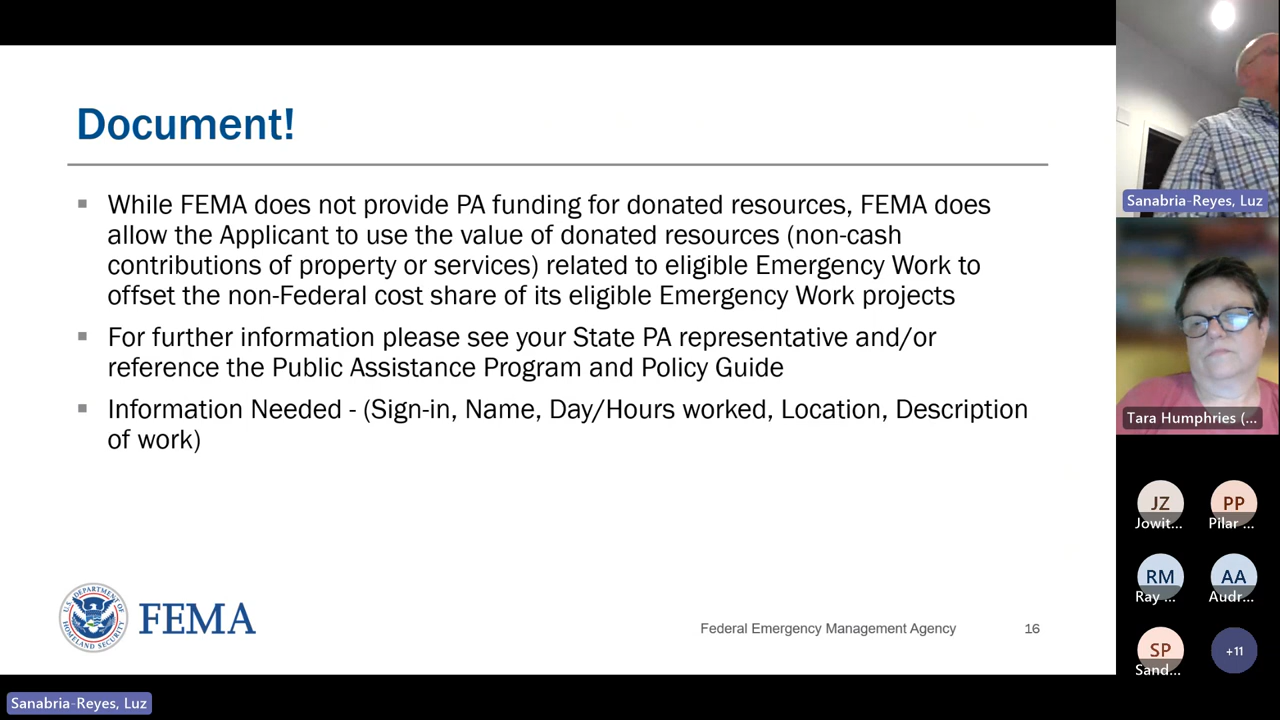 Document!
While FEMA does not provide PA funding for donated resources, FEMA does
allow the Applicant to use the value of donated resources (non-cash
contributions of property or services) related to eligible Emergency Work to
offset the non-Federal cost share of its eligible Emergency Work projects
For further information please see your State PA representative and/or
reference the Public Assistance Program and Policy Guide
Information Needed - (Sign-in, Name, Day/Hours worked, Location, Description
of work)
U.S. DEPARTMENT OF
HOMELAND SECURITY
FEMA
Federal Emergency Management Agency
16
Sanabria-Reyes, Luz
Sanabria-Reyes, Luz
Tara Humphries (...
JZ
Jowit...
PP
Pilar ...
RM
Ray ...
AA
Audr...
SP
Sand...
+11